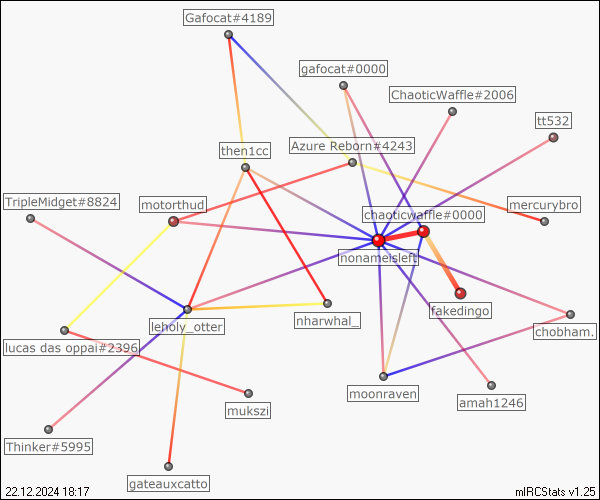 Gafocat#4189
gafocat#0000
ChaoticWaffle#2006
tt532
Azure Reborn#4243
then1cc
TripleMidget#8824
motorthud
mercurybro
chaoticwaffle#0000
nonameisleft
fakedingo
nharwhal_
leholy_otter
chobham.
lucas das oppai#2396
moonraven
amah1246
mukszi
Thinker#5995
gateauxcatto
22.12.2024 18:17
mIRCStats v1.25